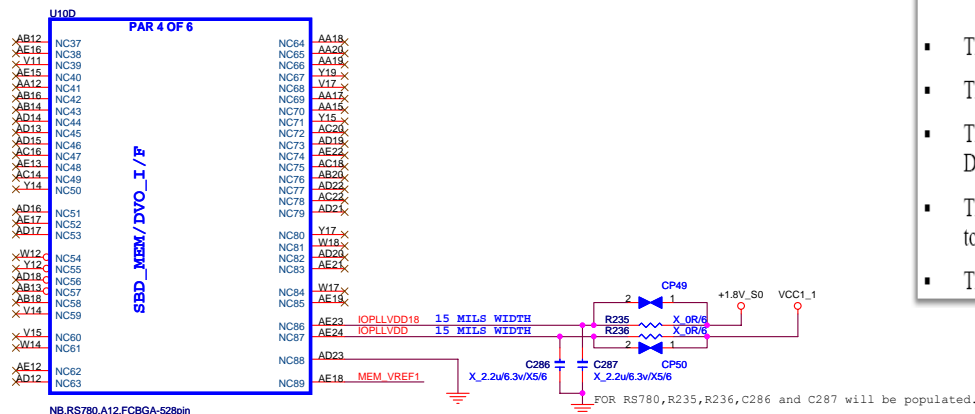 U10D
PAR 4 OF 6
AB12 NC37
AE16 NC38
V11 NC39
AE15 NC40
AA12 NC41
AB16 NC42
AB14 NC43
AD14 NC44
AD13 NC45
AD15 NC46
AC16 NC47
AE13 NC48
AC14 NC49
Y14 NC50
AD16 NC51
AE17 NC52
AD17 NC53
W12 NC54
Y12 NC55
AD18 NC56
AB13 NC57
AB18 NC58
V14 NC59
V15 NC60
W14 NC61
AE12 NC62
AD12 NC63
SBD_MEM/DVO_I/F
NC64 AA18
NC65 AA20
NC66 AA19
NC67 Y19
NC68 V17
NC69 AA17
NC70 AA15
NC71 Y15
NC72 AC20
NC73 AD19
NC74 AE22
NC75 AC18
NC76 AB20
NC77 AD22
NC78 AC22
NC79 AD21
NC80 Y17
NC81 W18
NC82 AD20
NC83 AE21
NC84 W17
NC85 AE19
NC86 AE23 IOPLLVDD18 15 MILS WIDTH
NC87 AE24 IOPLLVDD 15 MILS WIDTH
NC88 AD23
NC89 AE18 MEM_VREF1
NB,RS780,A12,FCBGA-528pin
CP49
2 1
R235 X_0R/6
R236 X_0R/6
2 1
CP50
+1.8V_S0 VCC1_1
C286 C287
X_2.2u/6.3v/X5/6 X_2.2u/6.3v/X5/6
FOR RS780,R235,R236,C286 and C287 will be populated.